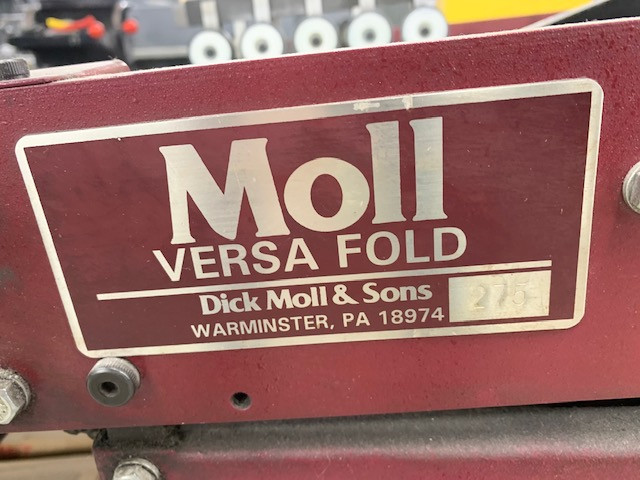 Moll
VERSA FOLD
Dick Moll & Sons
WARMINSTER, PA 18974
275